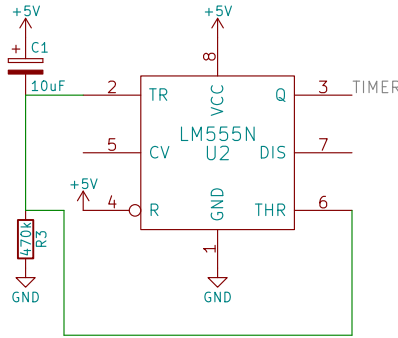 +5V
+5V
+ C1
10uF
8
2 TR VCC Q 3 TIMER
LM555N
5 CV U2 DIS 7
+5V
4 R GND THR 6
470k R3
1
GND
GND